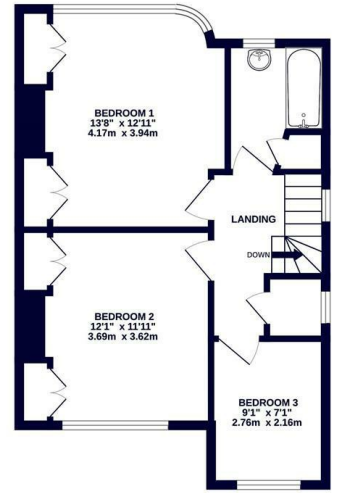 BEDROOM 1
13'8" x 12'11"
4.17m x 3.94m
LANDING
DOWN
BEDROOM 2
12'1" x 11'11"
3.69m x 3.62m
BEDROOM 3
9'1" x 7'1"
2.76m x 2.16m